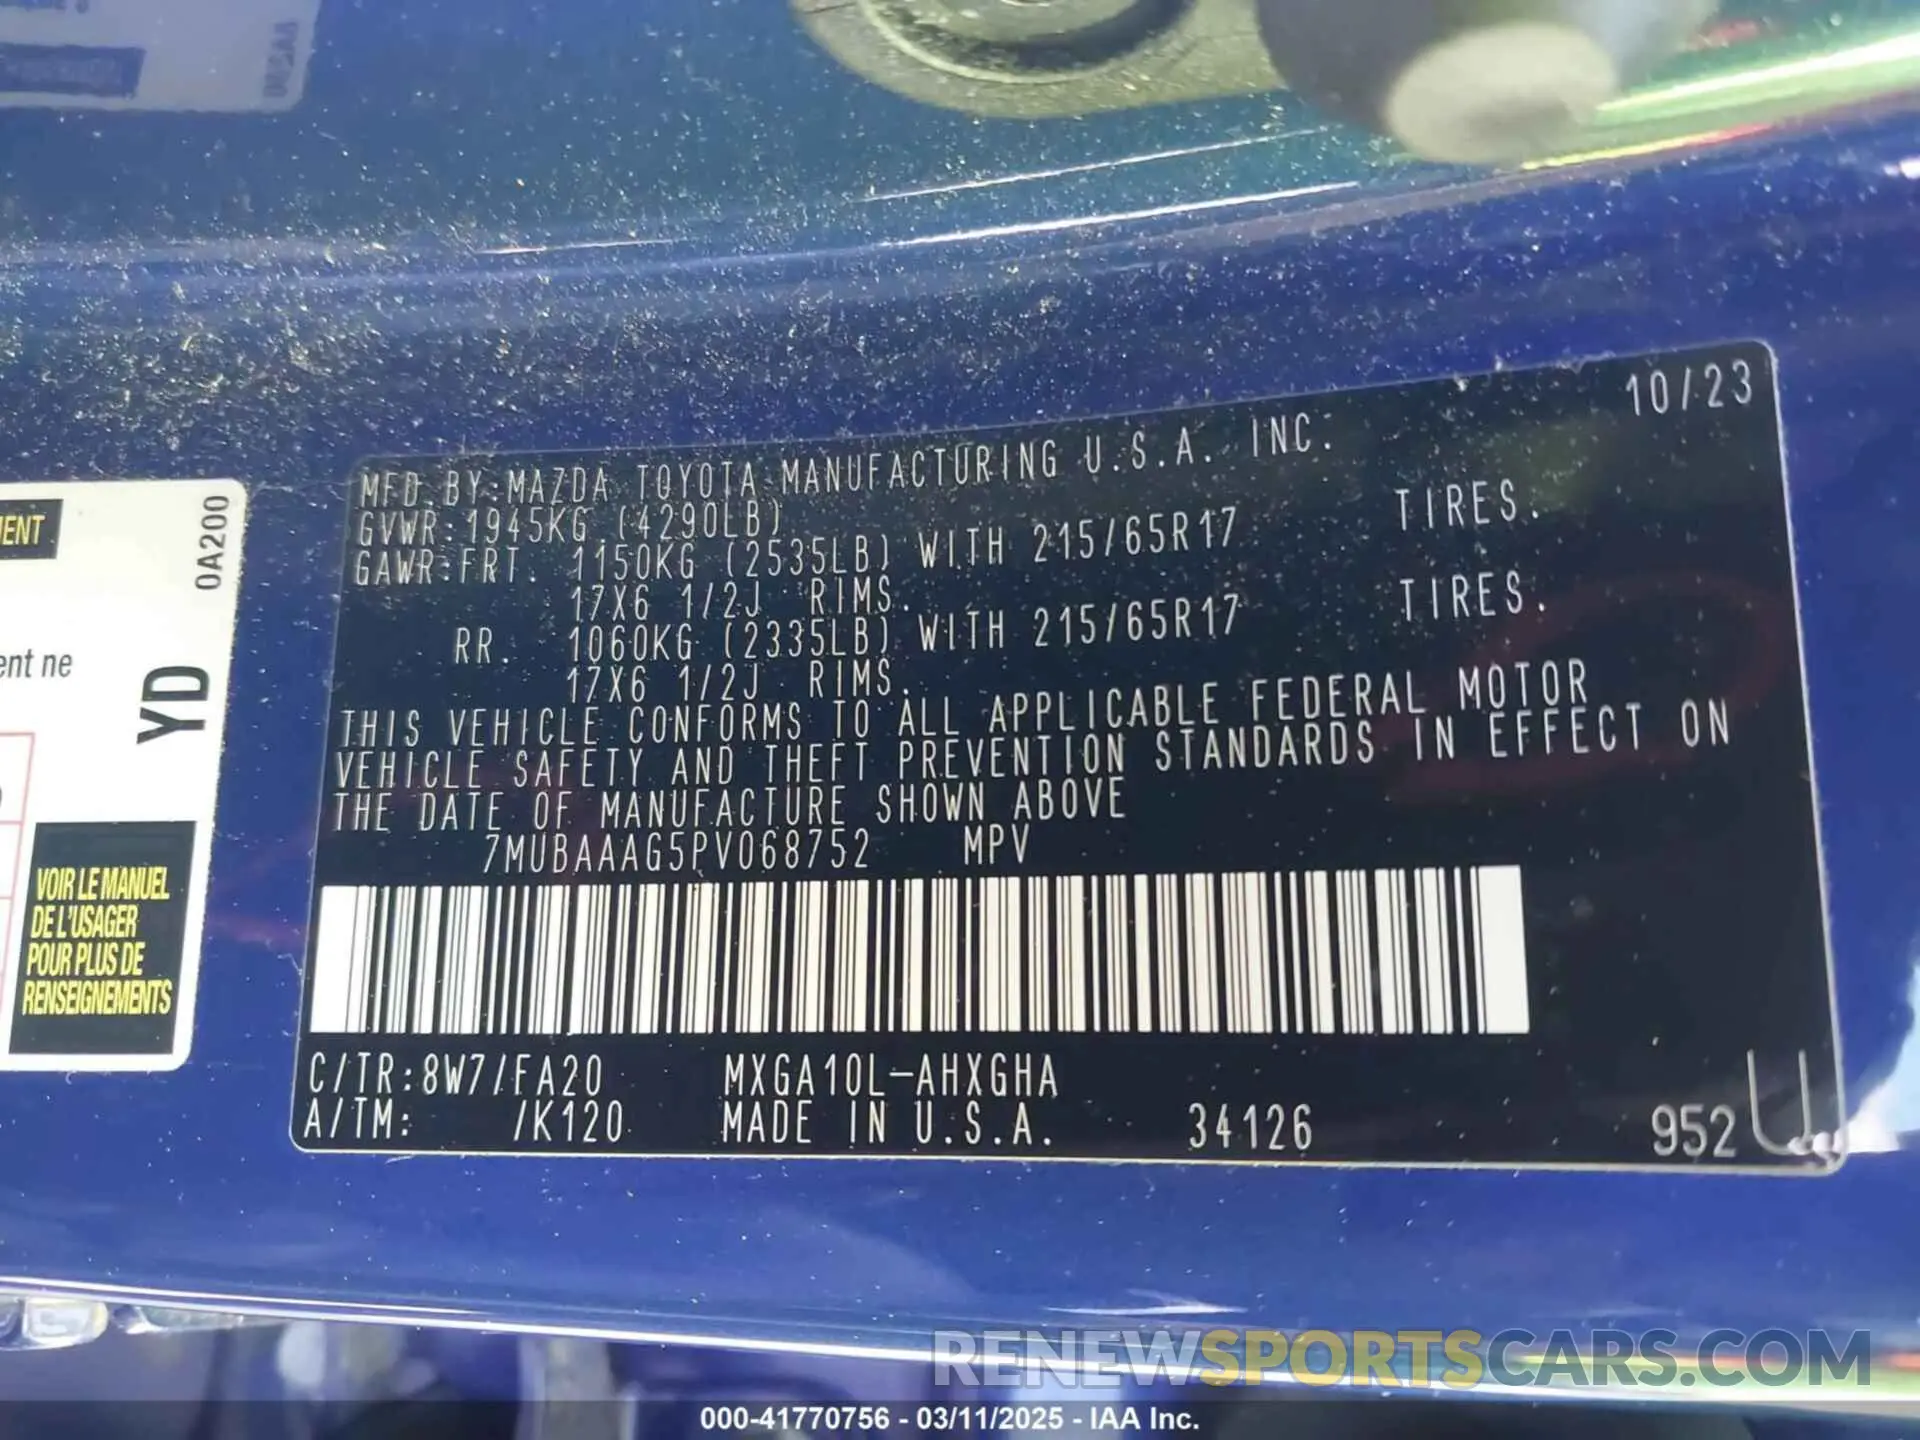 MFD.BY:MAZDA TOYOTA MANUFACTURING U.S.A. INC.
10/23
GVWR:1945KG (4290LB)
GAWR:FRT. 1150KG (2535LB) WITH 215/65R17 TIRES.
17X6 1/2J RIMS.
RR. 1060KG (2335LB) WITH 215/65R17 TIRES.
17X6 1/2J RIMS.
THIS VEHICLE CONFORMS TO ALL APPLICABLE FEDERAL MOTOR
VEHICLE SAFETY AND THEFT PREVENTION STANDARDS IN EFFECT ON
THE DATE OF MANUFACTURE SHOWN ABOVE
7MUBAAAG5PV068752 MPV
C/TR:8W7/FA20 MXGA10L-AHXGHA
A/TM: /K120 MADE IN U.S.A. 34126 952
0A200
YD
ent ne
VOIR LE MANUEL
DE L'USAGER
POUR PLUS DE
RENSEIGNEMENTS
RENEWSPORTSCARS.COM
000-41770756 - 03/11/2025 - IAA Inc.